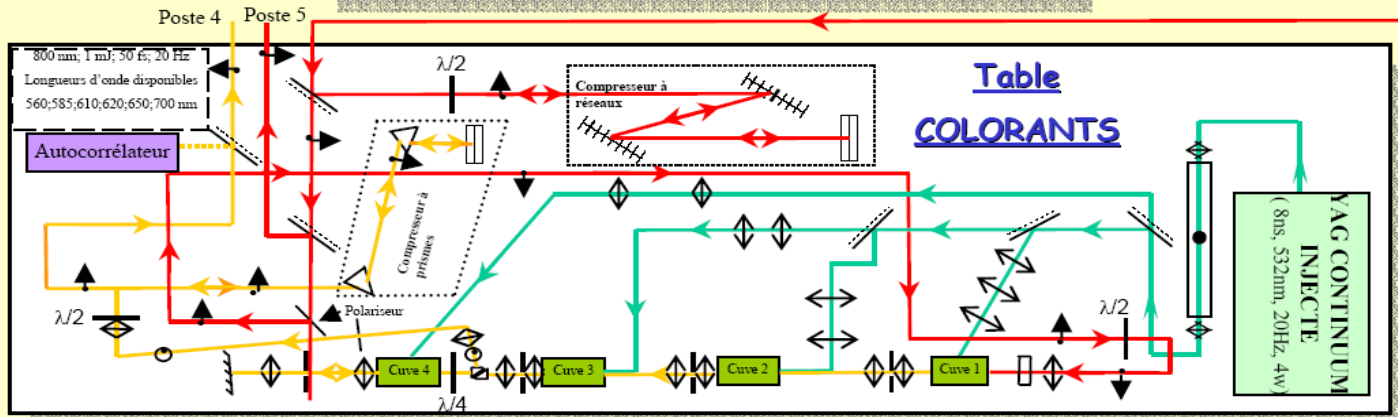 Poste 4
Poste 5
800 nm; 1 mJ; 50 fs; 20 Hz
Longueurs d'onde disponibles
560;585;610;620;650;700 nm
Autocorrélateur
λ/2
Compresseur à
réseaux
Table
COLORANTS
Compresseur à
prismes
YAG CONTINUUM
INJECTE
( 8ns, 532nm, 20Hz, 4w)
λ/2
Polariseur
λ/2
Cuve 4
λ/4
Cuve 3
Cuve 2
Cuve 1